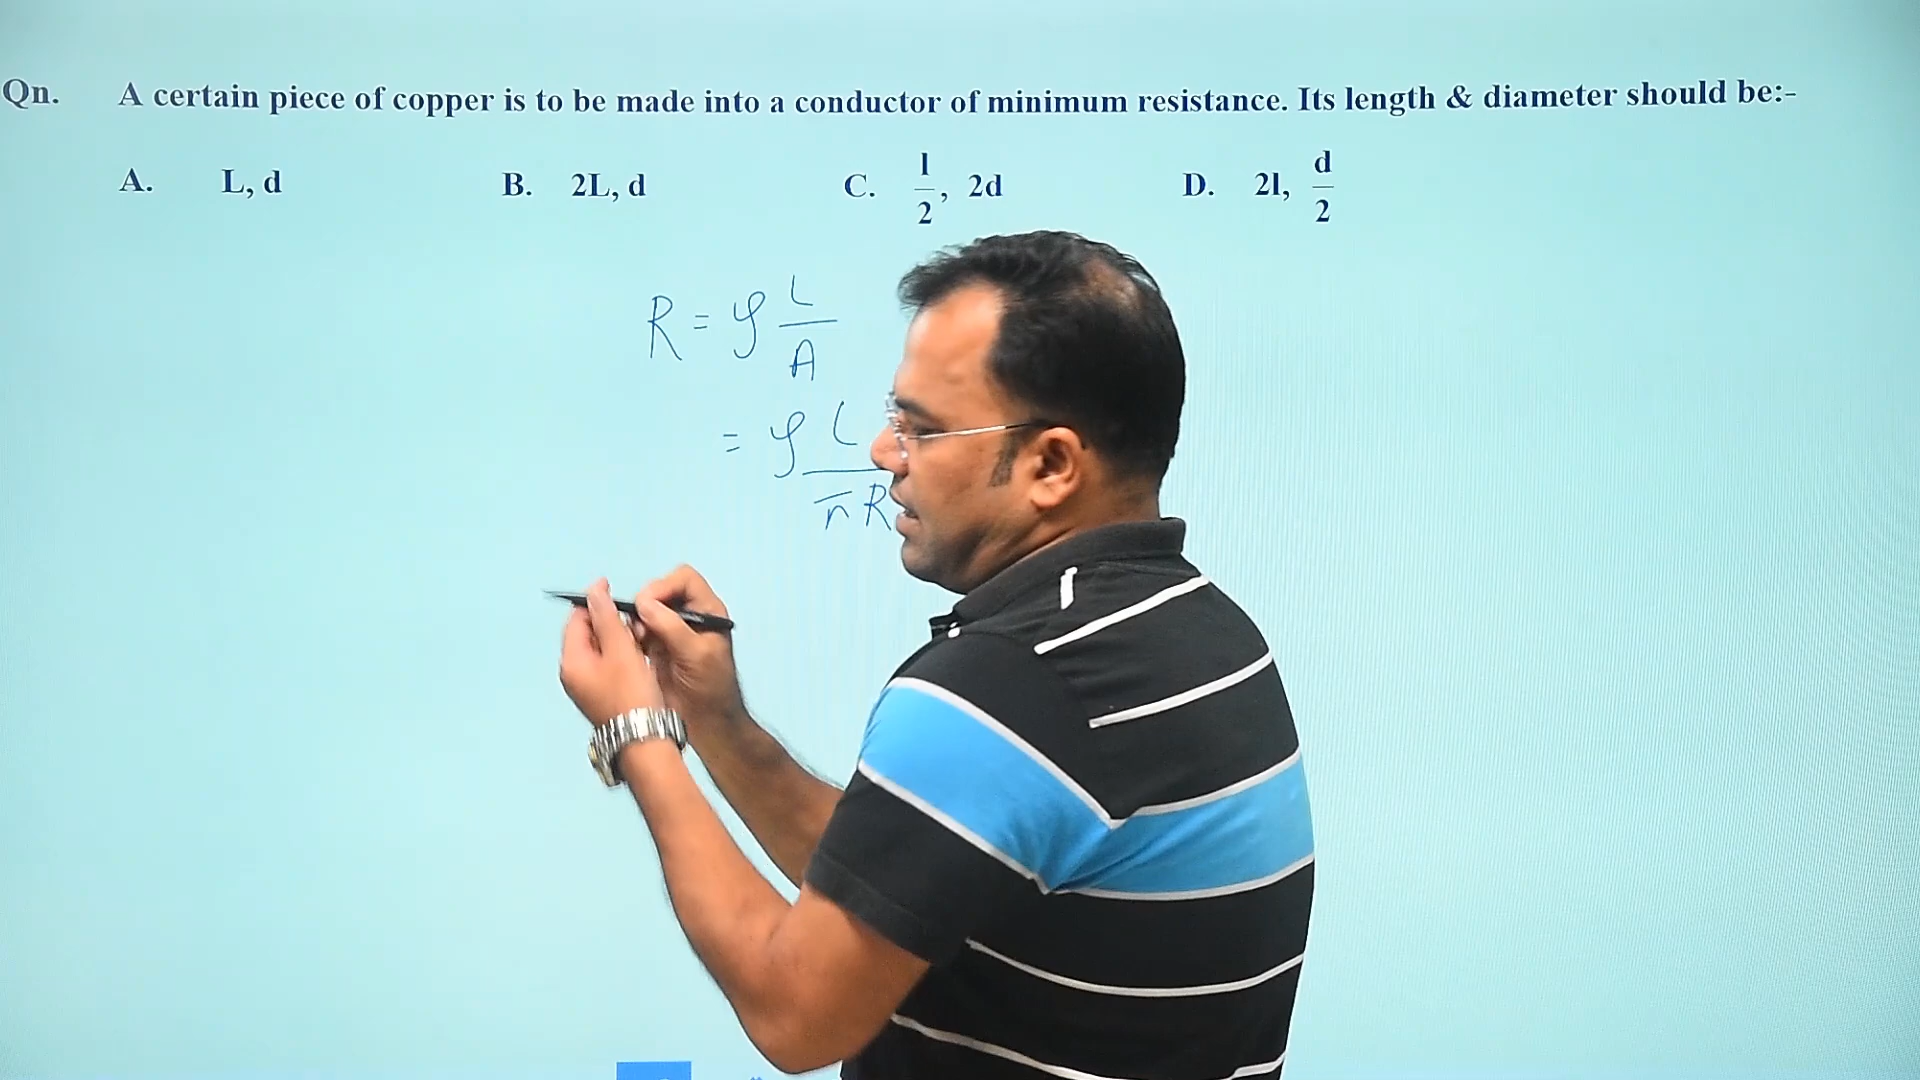 Qn. A certain piece of copper is to be made into a conductor of minimum resistance. Its length & diameter should be:-
A. L, d B. 2L, d C. l/2, 2d D. 2l, d/2
R = ρ L/A
= ρ L/πR